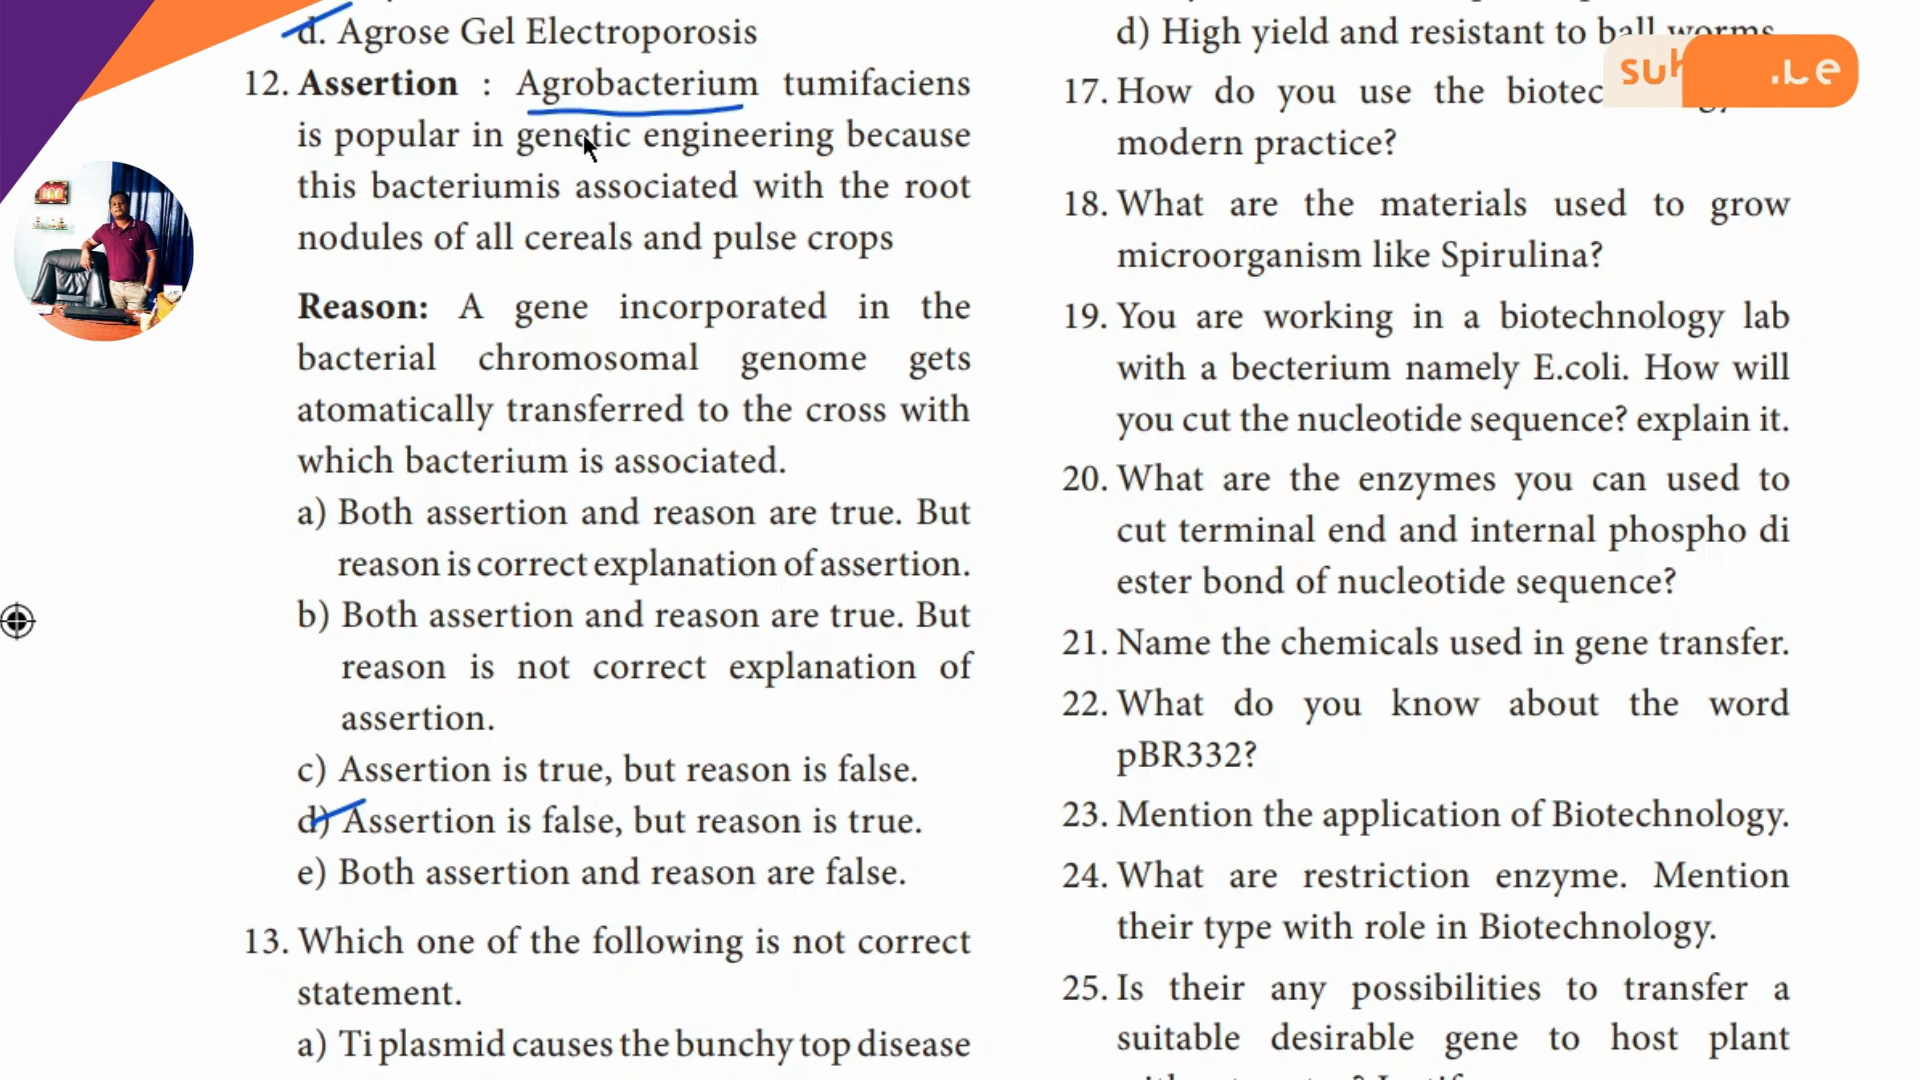 d. Agrose Gel Electroporosis
12. Assertion : Agrobacterium tumifaciens
is popular in genetic engineering because
this bacteriumis associated with the root
nodules of all cereals and pulse crops
Reason: A gene incorporated in the
bacterial chromosomal genome gets
atomatically transferred to the cross with
which bacterium is associated.
a) Both assertion and reason are true. But
reason is correct explanation of assertion.
b) Both assertion and reason are true. But
reason is not correct explanation of
assertion.
c) Assertion is true, but reason is false.
d) Assertion is false, but reason is true.
e) Both assertion and reason are false.
13. Which one of the following is not correct
statement.
a) Ti plasmid causes the bunchy top disease
d) High yield and resistant to ball worms
17. How do you use the
modern practice?
18. What are the materials used to grow
microorganism like Spirulina?
19. You are working in a biotechnology lab
with a becterium namely E.coli. How will
you cut the nucleotide sequence? explain it.
20. What are the enzymes you can used to
cut terminal end and internal phospho di
ester bond of nucleotide sequence?
21. Name the chemicals used in gene transfer.
22. What do you know about the word
pBR332?
23. Mention the application of Biotechnology.
24. What are restriction enzyme. Mention
their type with role in Biotechnology.
25. Is their any possibilities to transfer a
suitable desirable gene to host plant